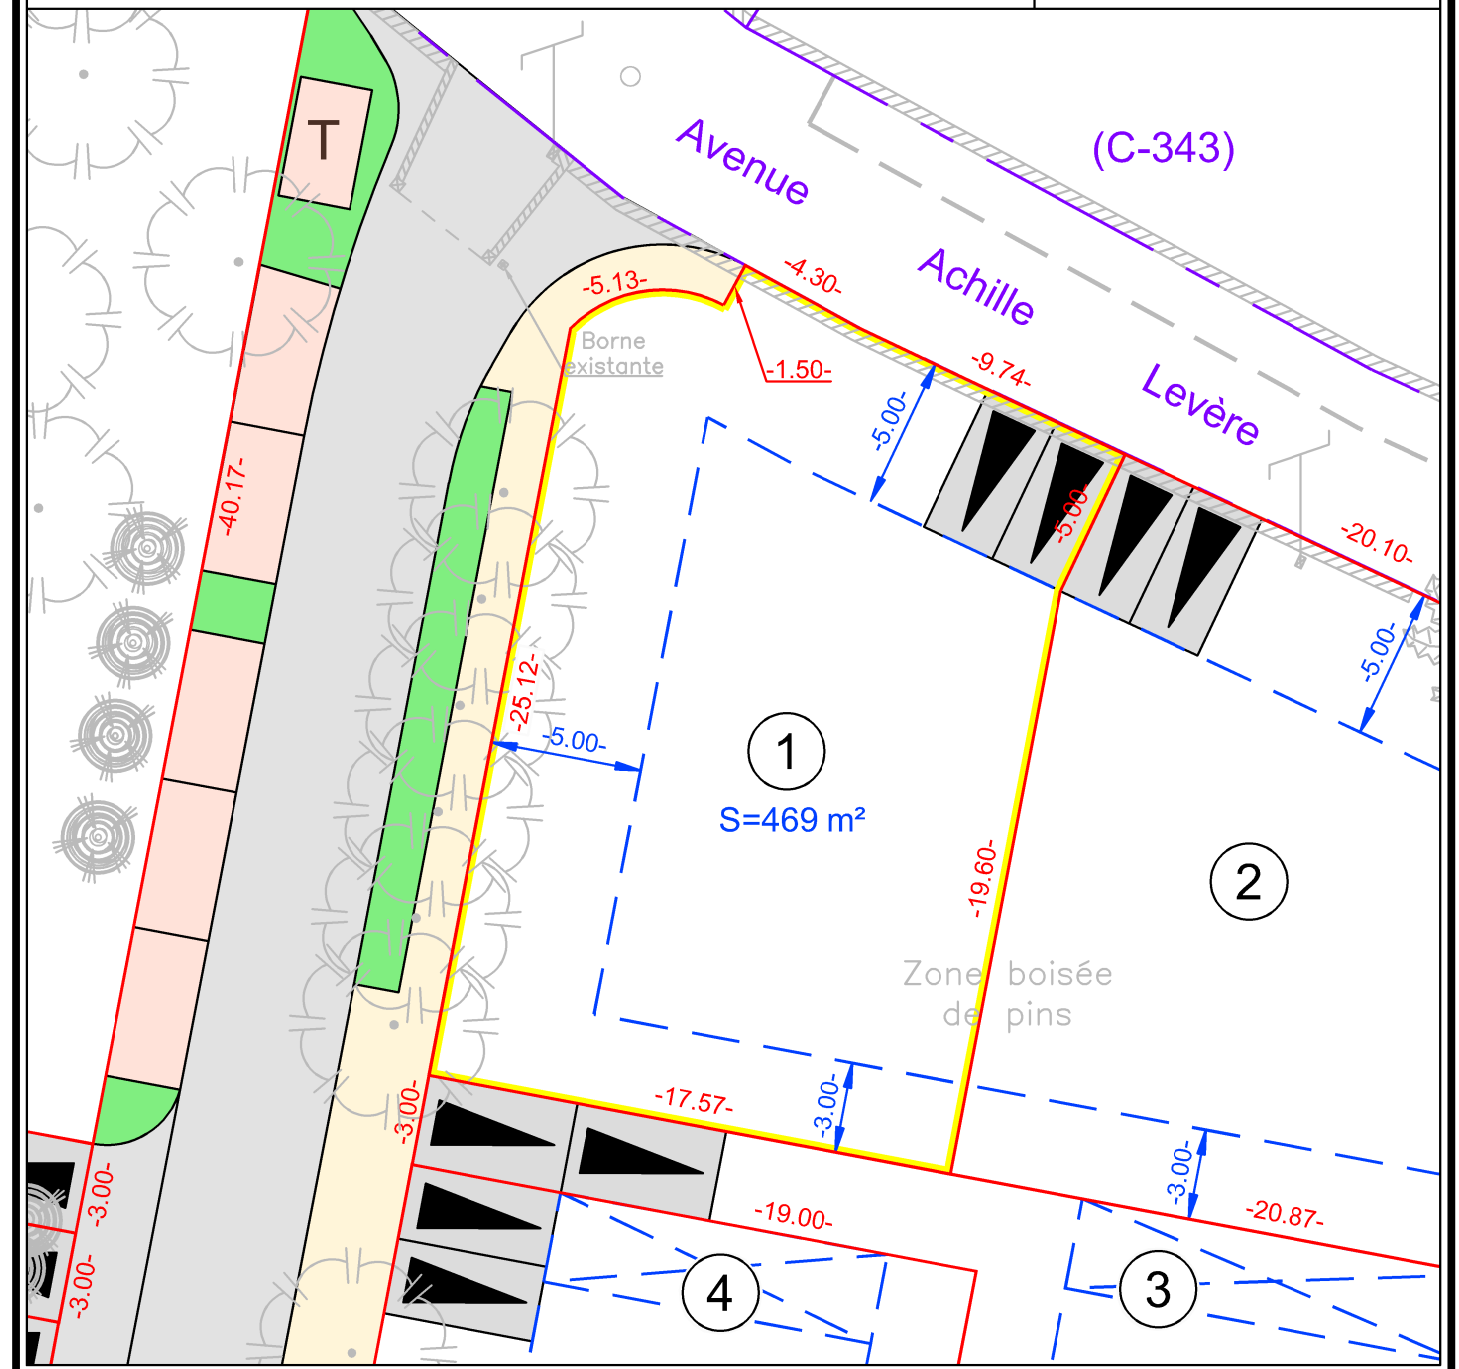 T
Avenue
(C-343)
Achille
Levère
-5.13-
-4.30-
-1.50-
-9.74-
Borne
existante
-5.00-
-5.00-
-20.10-
-40.17-
-5.00-
-25.12-
-5.00-
1
S=469 m²
-19.60-
2
Zone boisée
de pins
-17.57-
-3.00-
-3.00-
-3.00-
-3.00-
-19.00-
-20.87-
-3.00-
4
3